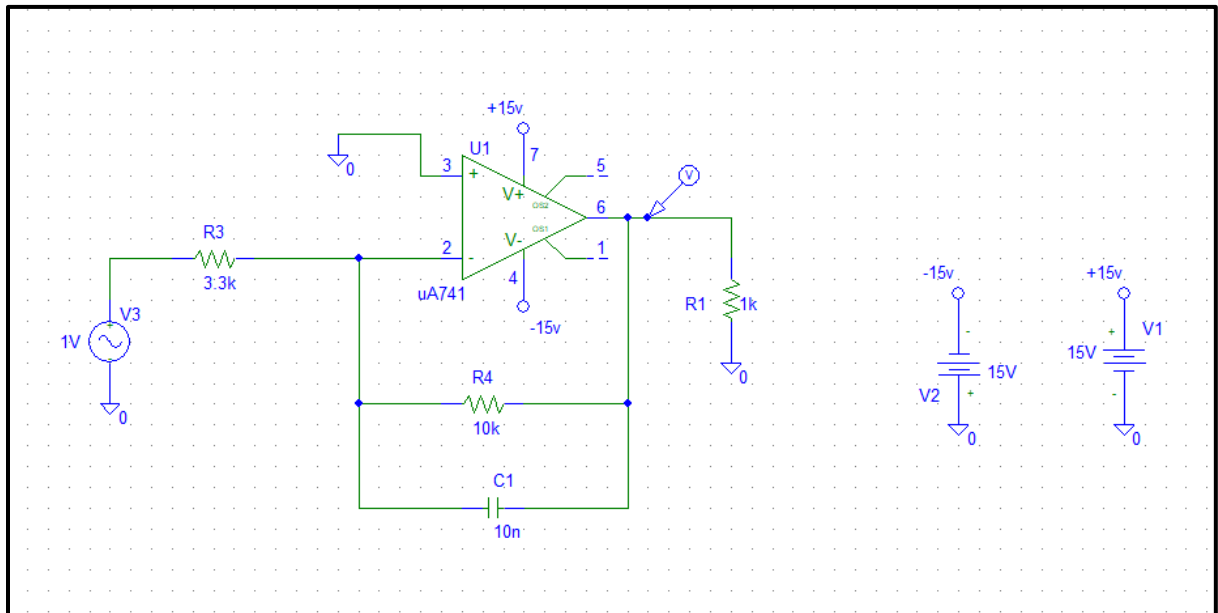 +15v
U1
7
5
3
+
V+
OS2
6
0
V
R3
OS1
2
-
V-
1
3.3k
4
uA741
-15v
V3
+
1V
0
R1
1k
0
R4
10k
C1
10n
-15v
-
15V
V2
+
0
+15v
+
V1
15V
-
0